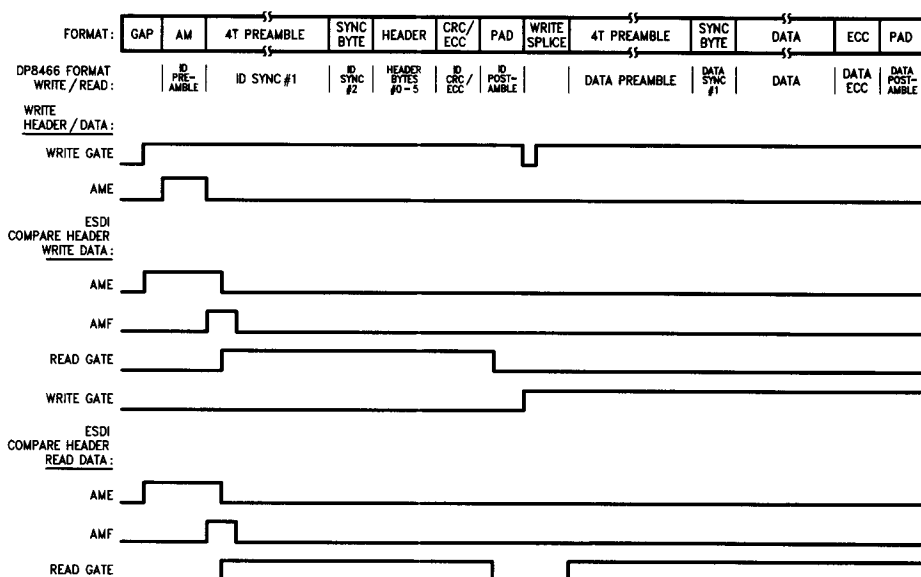 FORMAT: GAP AM 4T PREAMBLE SYNC BYTE HEADER CRC/ ECC PAD WRITE SPLICE 4T PREAMBLE SYNC BYTE DATA ECC PAD
DP8466 FORMAT WRITE / READ: ID PRE- AMBLE ID SYNC #1 ID SYNC #2 HEADER BYTES #0-5 ID CRC/ ECC ID POST- AMBLE DATA PREAMBLE DATA SYNC #1 DATA DATA ECC DATA POST- AMBLE
WRITE
HEADER / DATA:
WRITE GATE
AME
ESDI
COMPARE HEADER
WRITE DATA:
AME
AMF
READ GATE
WRITE GATE
ESDI
COMPARE HEADER
READ DATA:
AME
AMF
READ GATE